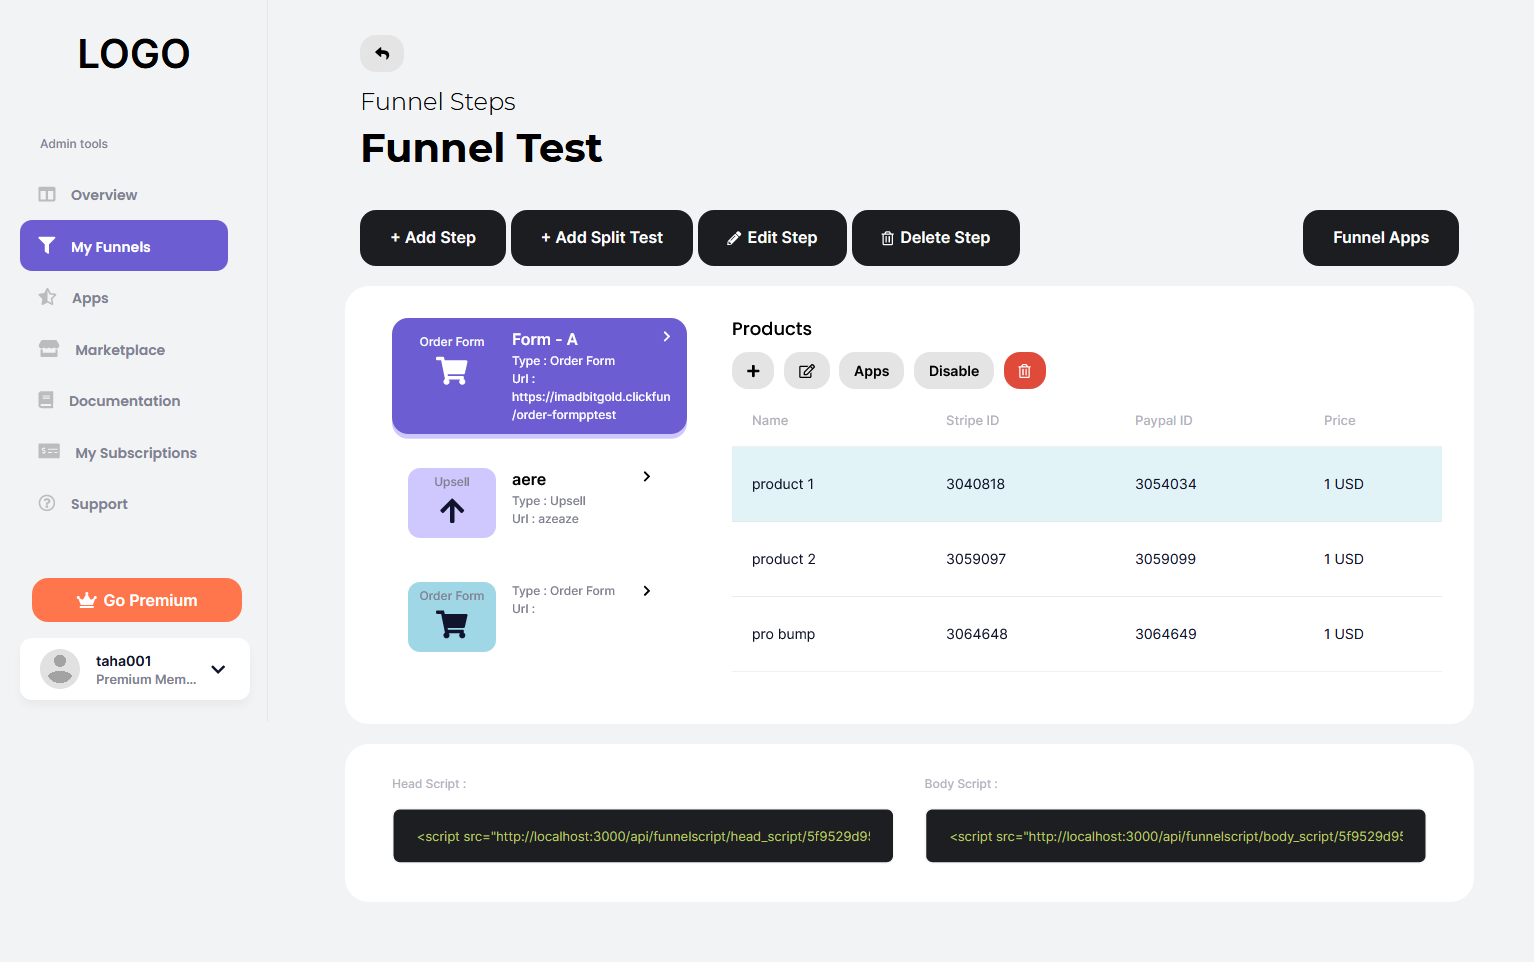 LOGO
Admin tools
Overview
My Funnels
Apps
Marketplace
Documentation
My Subscriptions
Support
Go Premium
taha001
Premium Mem...
Funnel Steps
Funnel Test
+ Add Step
+ Add Split Test
Edit Step
Delete Step
Funnel Apps
Order Form
Form - A
Type : Order Form
Url :
https://imadbitgold.clickfun
/order-formpptest
Upsell
aere
Type : Upsell
Url : azeaze
Order Form
Type : Order Form
Url :
Products
Apps
Disable
Name Stripe ID Paypal ID Price
product 1 3040818 3054034 1 USD
product 2 3059097 3059099 1 USD
pro bump 3064648 3064649 1 USD
Head Script :
<script src="http://localhost:3000/api/funnelscript/head_script/5f9529d9
Body Script :
<script src="http://localhost:3000/api/funnelscript/body_script/5f9529d95